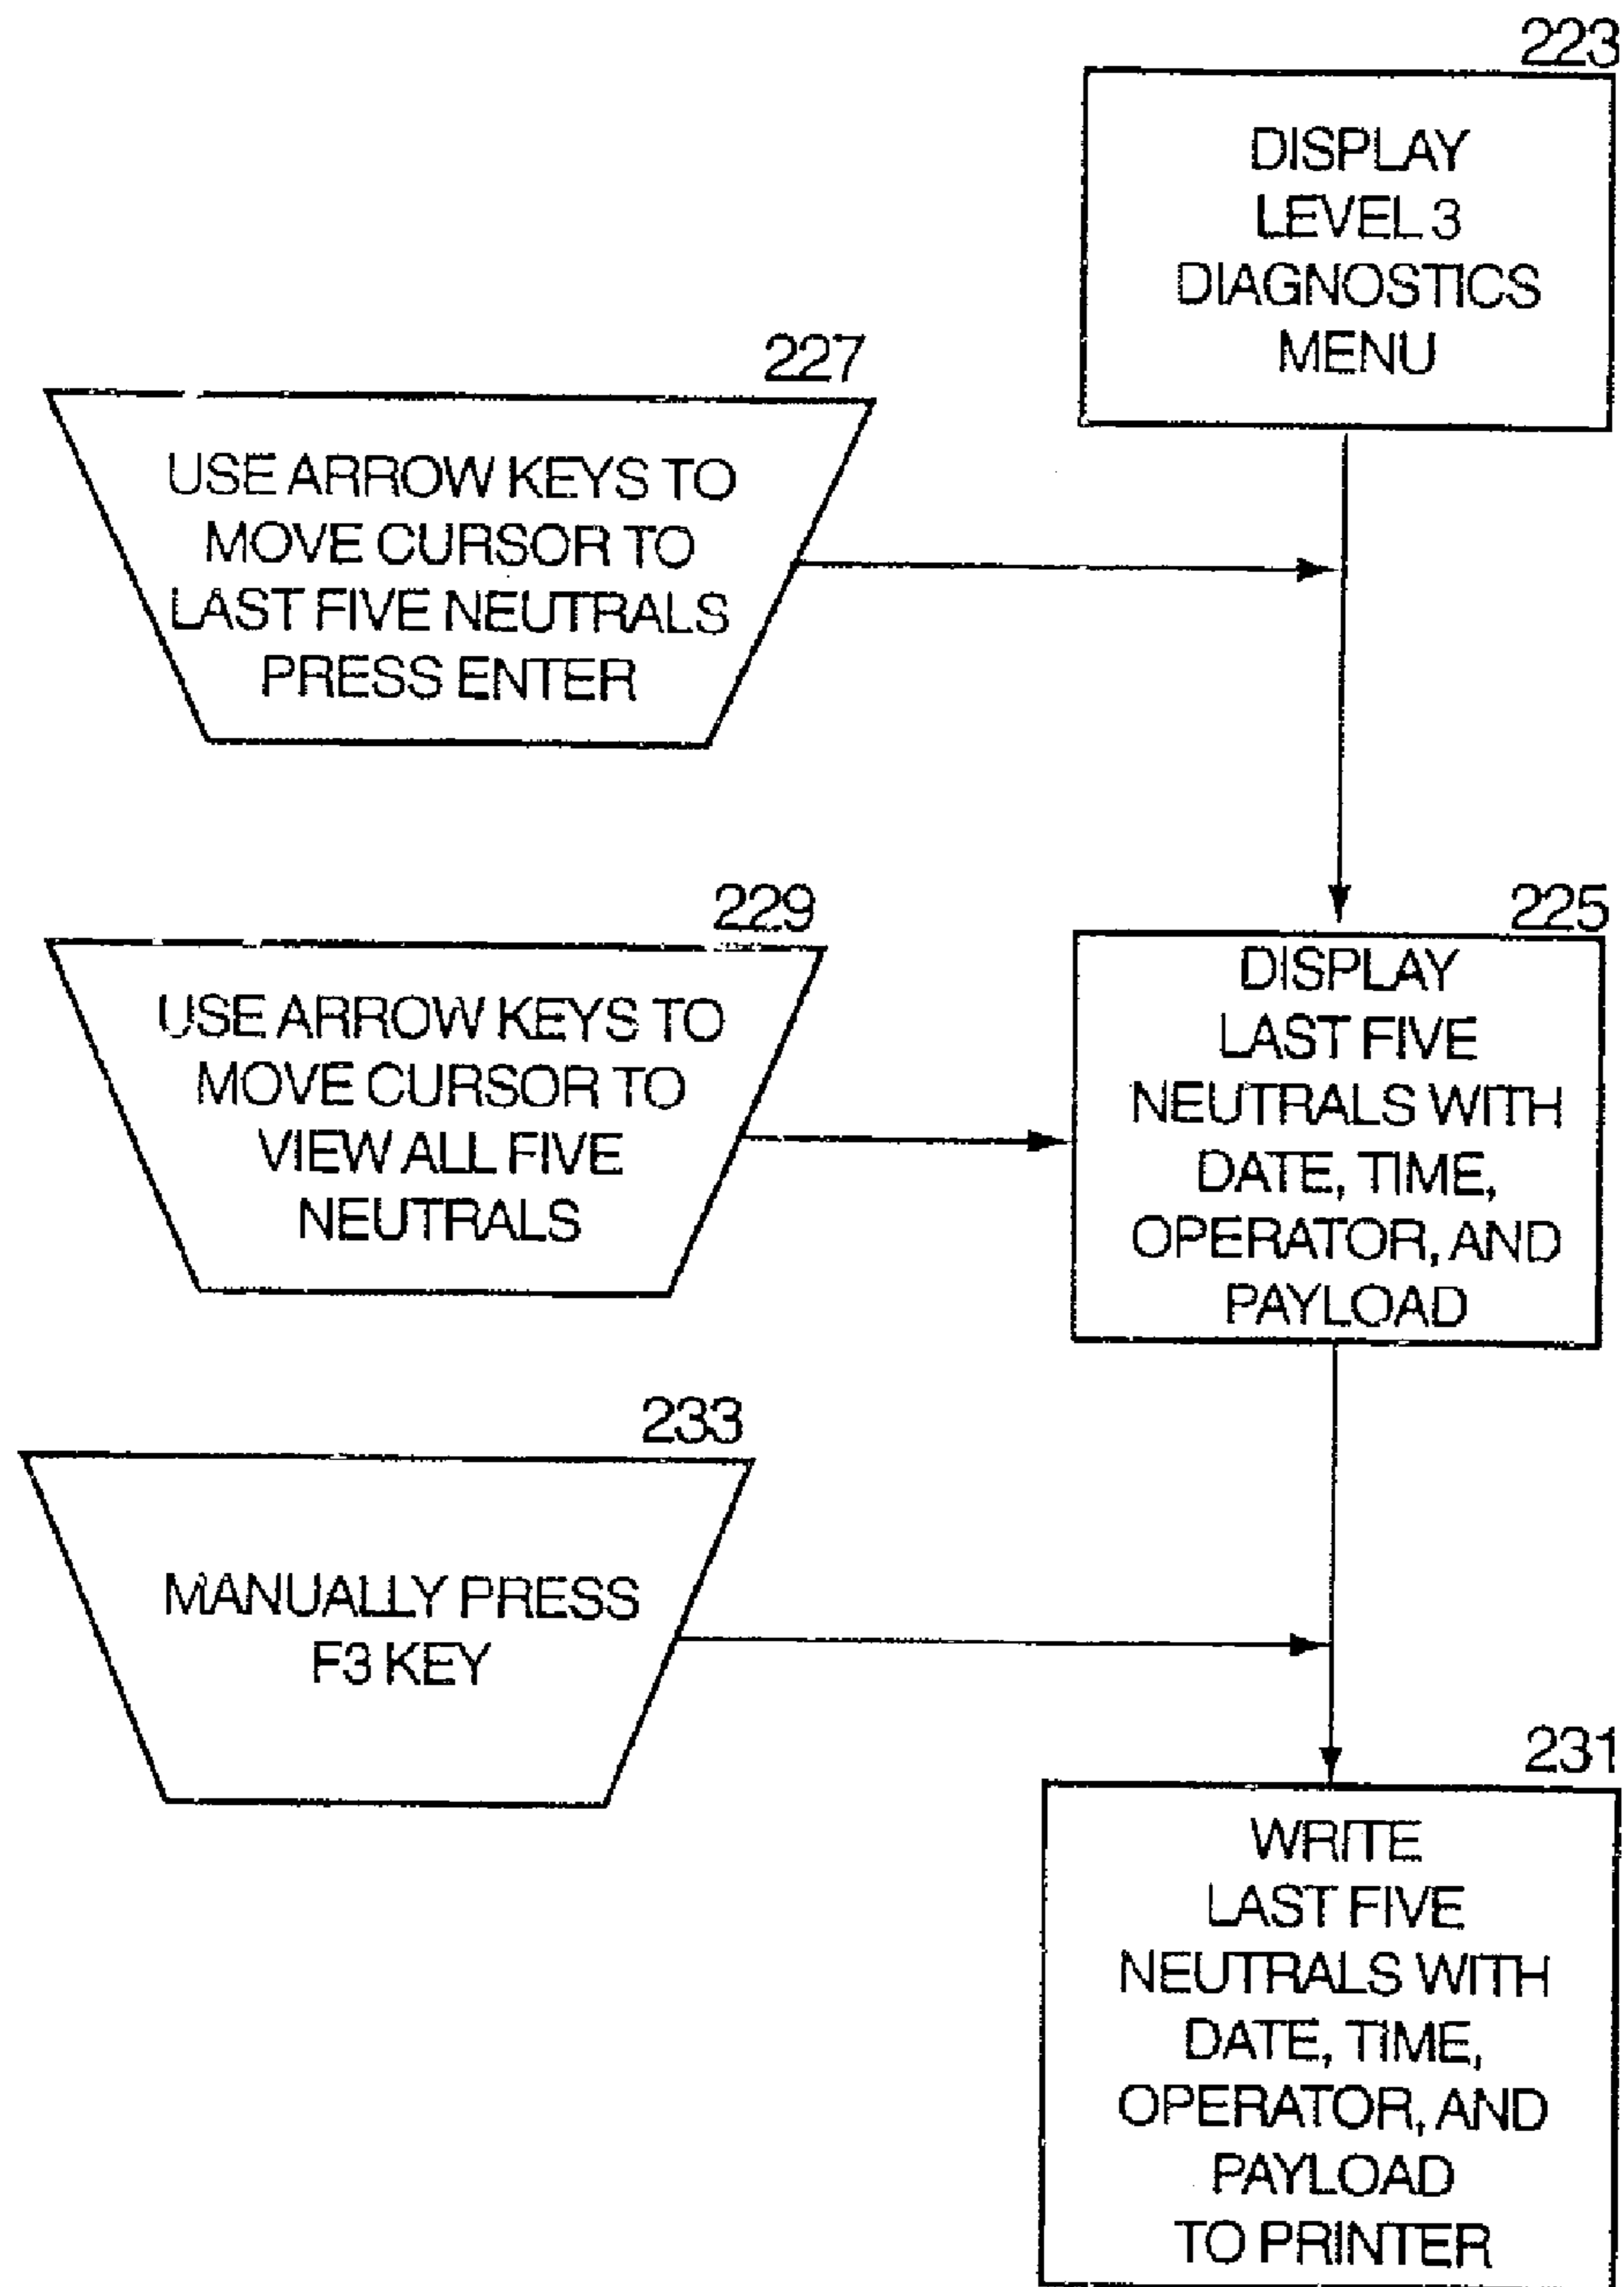 223
DISPLAY
LEVEL 3
DIAGNOSTICS
MENU
227
USE ARROW KEYS TO
MOVE CURSOR TO
LAST FIVE NEUTRALS
PRESS ENTER
229
USE ARROW KEYS TO
MOVE CURSOR TO
VIEW ALL FIVE
NEUTRALS
225
DISPLAY
LAST FIVE
NEUTRALS WITH
DATE, TIME,
OPERATOR, AND
PAYLOAD
233
MANUALLY PRESS
F3 KEY
231
WRITE
LAST FIVE
NEUTRALS WITH
DATE, TIME,
OPERATOR, AND
PAYLOAD
TO PRINTER